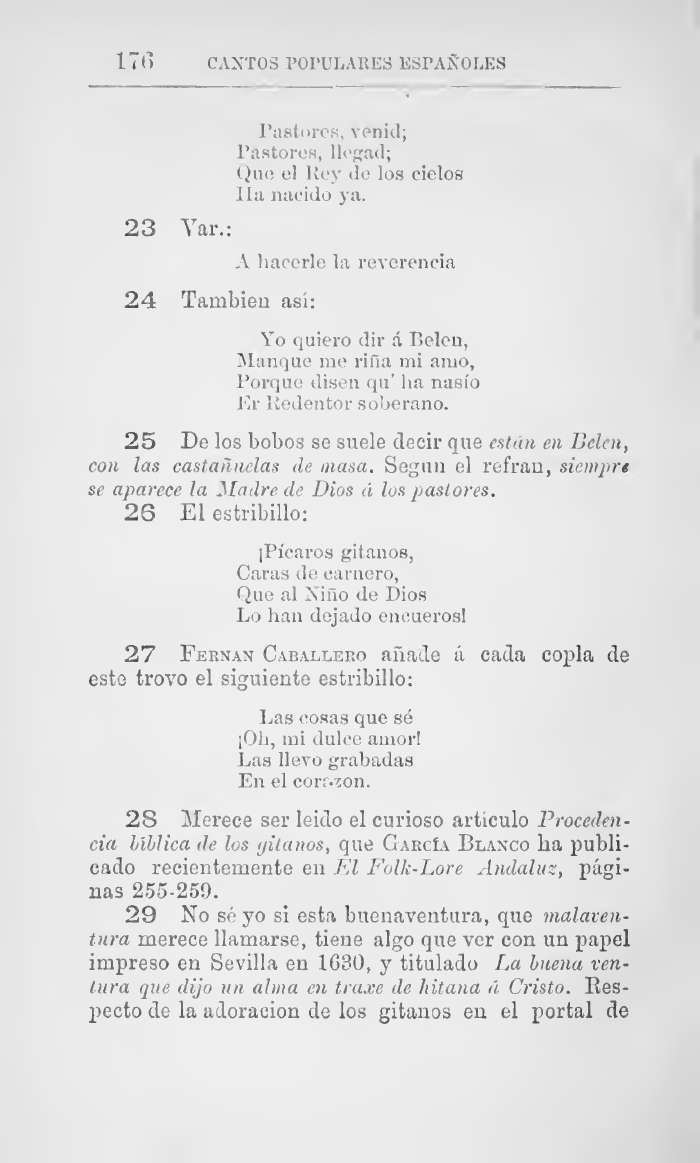 176 CANTOS POPULARES ESPAÑOLES
Pastores, venid;
Pastores, llegad;
Que el Rey de los cielos
Ha nacido ya.
23 Var.:
A hacerle la reverencia
24 Tambien así:
Yo quiero dir á Belen,
Manque me riña mi amo,
Porque disen qu' ha nasío
Er Redentor soberano.
25 De los bobos se suele decir que están en Belen,
con las castañuelas de masa. Segun el refran, siempre
se aparece la Madre de Dios á los pastores.
26 El estribillo:
¡Pícaros gitanos,
Caras de carnero,
Que al Niño de Dios
Lo han dejado encueros!
27 FERNAN CABALLERO añade á cada copla de
este trovo el siguiente estribillo:
Las cosas que sé
¡Oh, mi dulce amor!
Las llevo grabadas
En el corazon.
28 Merece ser leido el curioso artículo Proceden-
cia bíblica de los gitanos, que GARCÍA BLANCO ha publi-
cado recientemente en El Folk-Lore Andaluz, pági-
nas 255-259.
29 No sé yo si esta buenaventura, que malaven-
tura merece llamarse, tiene algo que ver con un papel
impreso en Sevilla en 1630, y titulado La buena ven-
tura que dijo un alma en traxe de hitana á Cristo. Res-
pecto de la adoracion de los gitanos en el portal de